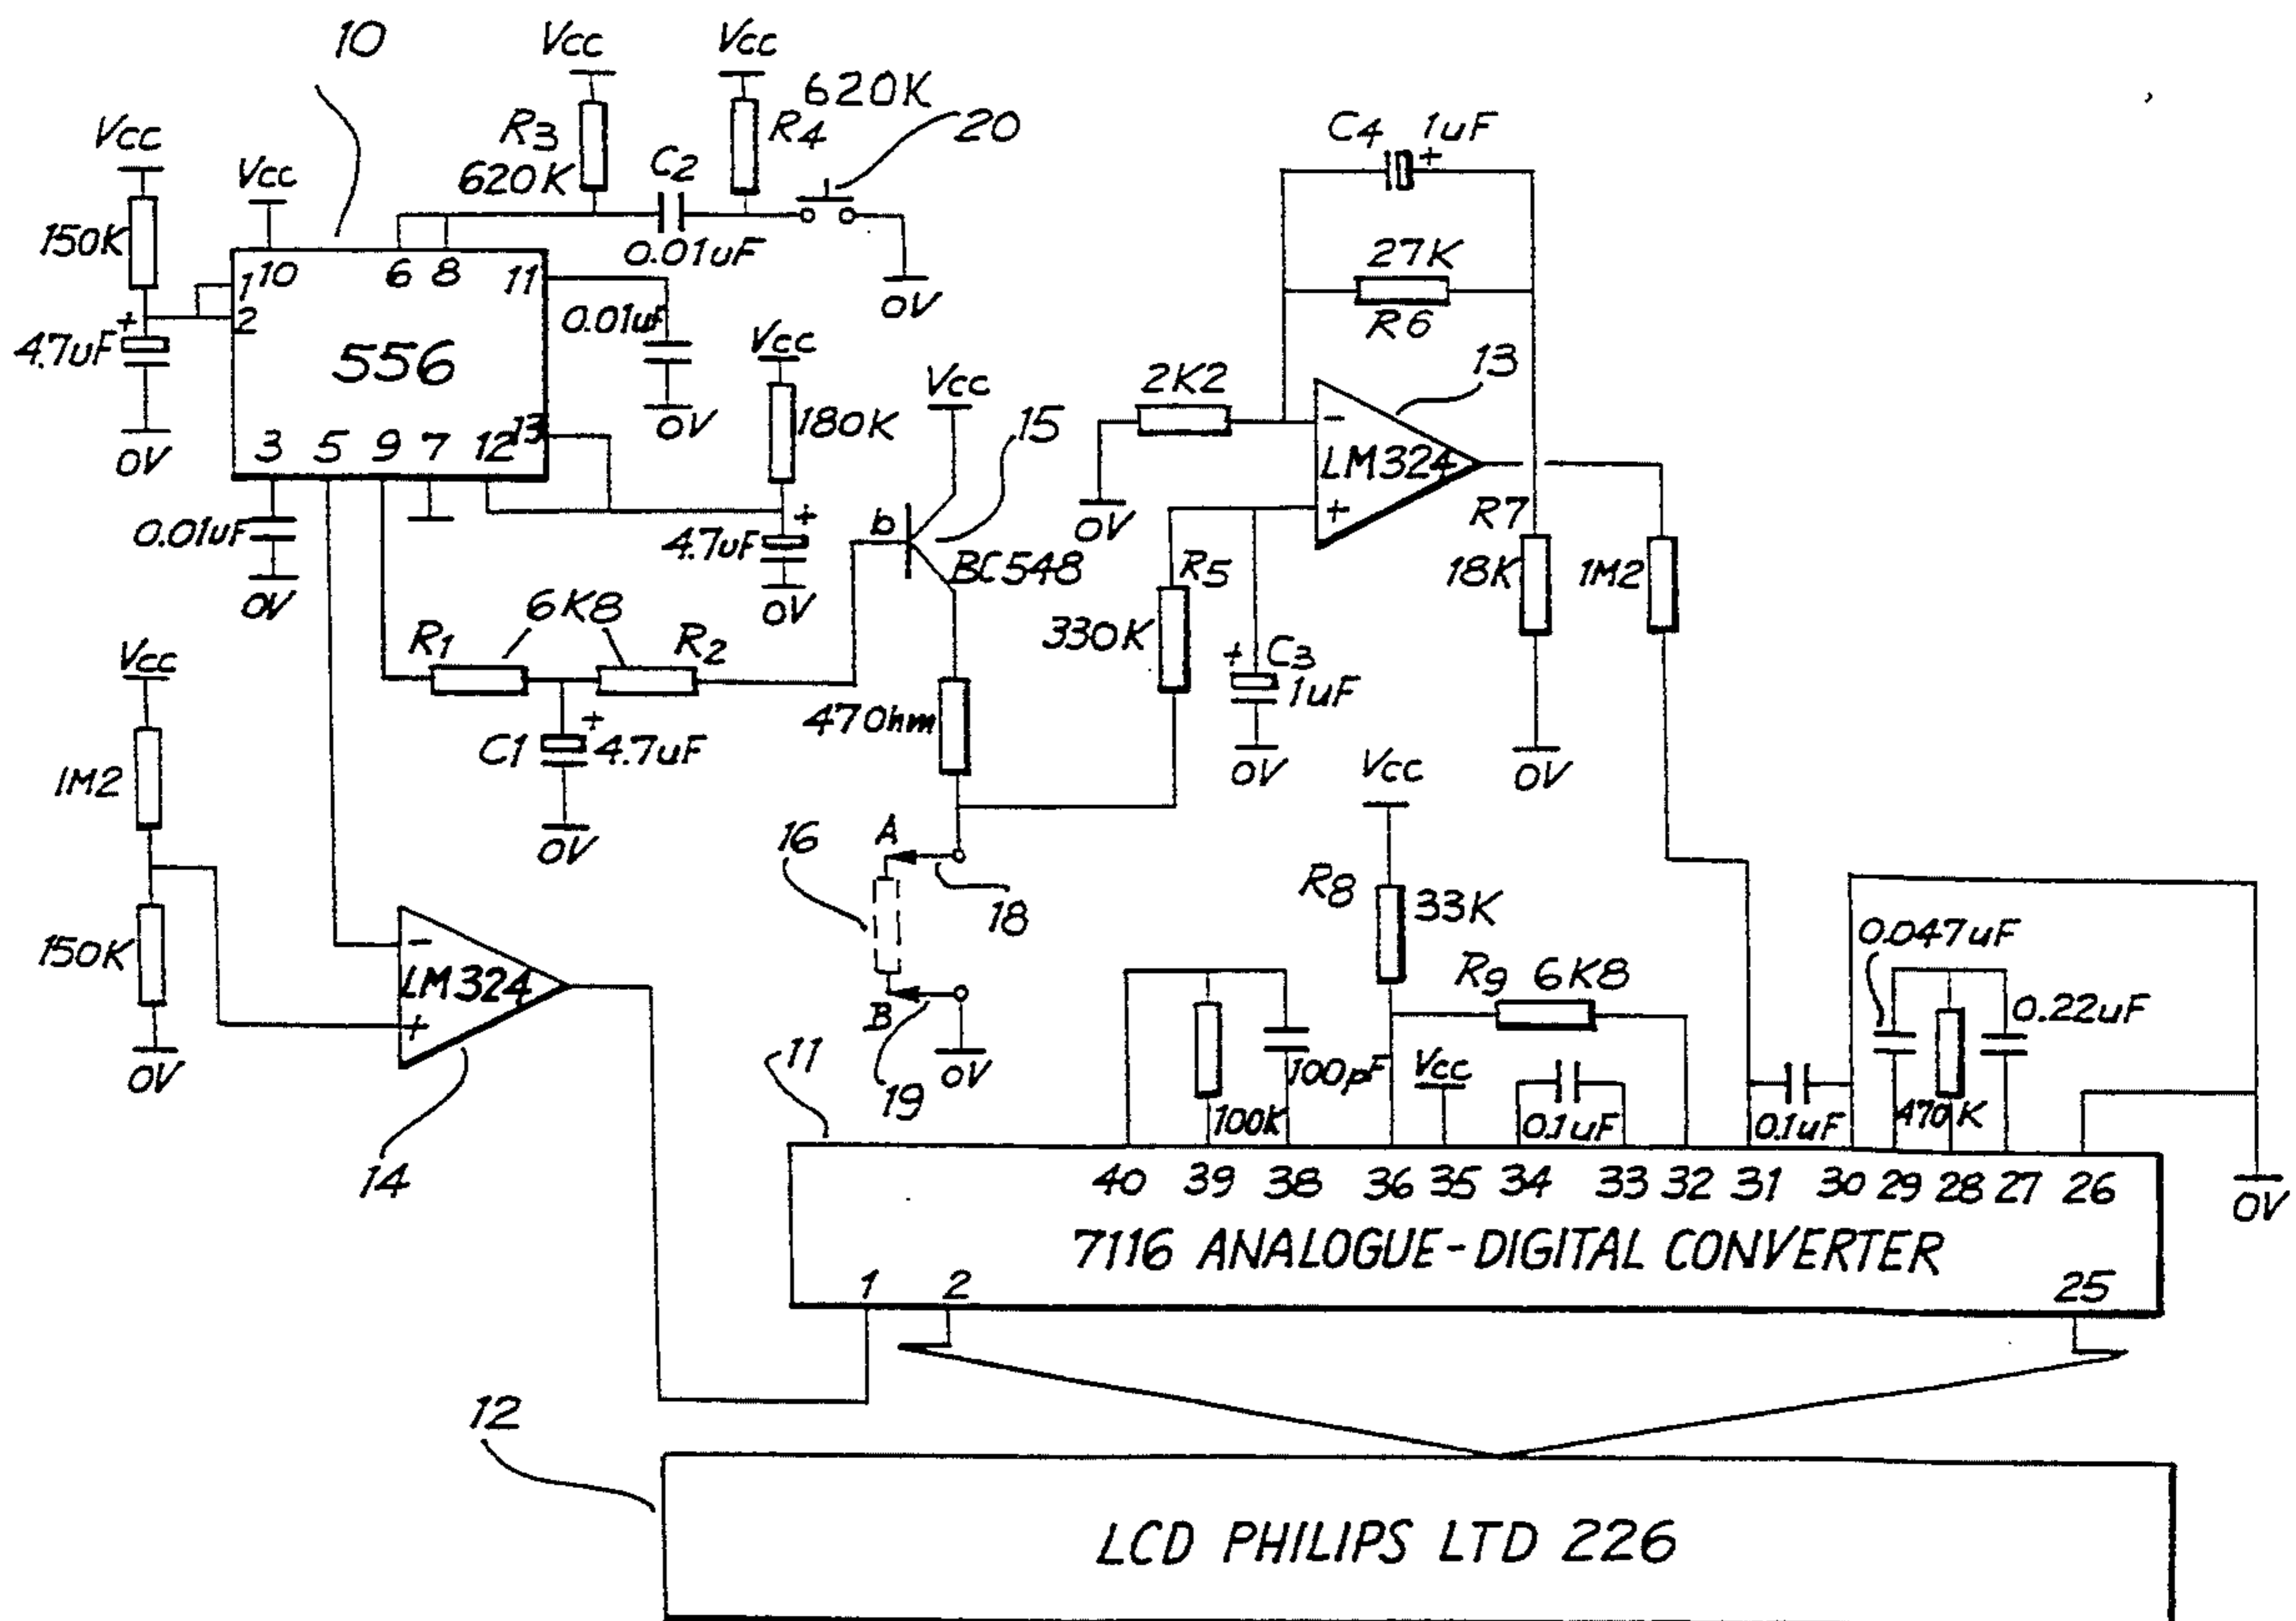 10
Vcc
Vcc
620K
R3
R4
20
620K
C2
0.01uF
0V
C4
1uF
+
27K
R6
Vcc
150K
+
4.7uF
0V
Vcc
10
6
8
11
1
2
556
13
3
5
9
7
12
0.01uF
0V
0.01uF
0V
Vcc
180K
+
4.7uF
0V
Vcc
15
b
BC548
2K2
0V
13
-
LM324
+
R5
330K
+
C3
1uF
0V
R7
18K
0V
1M2
R1
6K8
R2
C1
+
4.7uF
0V
470hm
Vcc
1M2
150K
0V
-
LM324
+
14
16
A
18
B
19
0V
Vcc
R8
33K
R9
6K8
0.047uF
0.22uF
11
100K
100pF
Vcc
0.1uF
0.1uF
470K
0V
40 39 38 36 35 34 33 32 31 30 29 28 27 26
7116 ANALOGUE-DIGITAL CONVERTER
1
2
25
12
LCD PHILIPS LTD 226